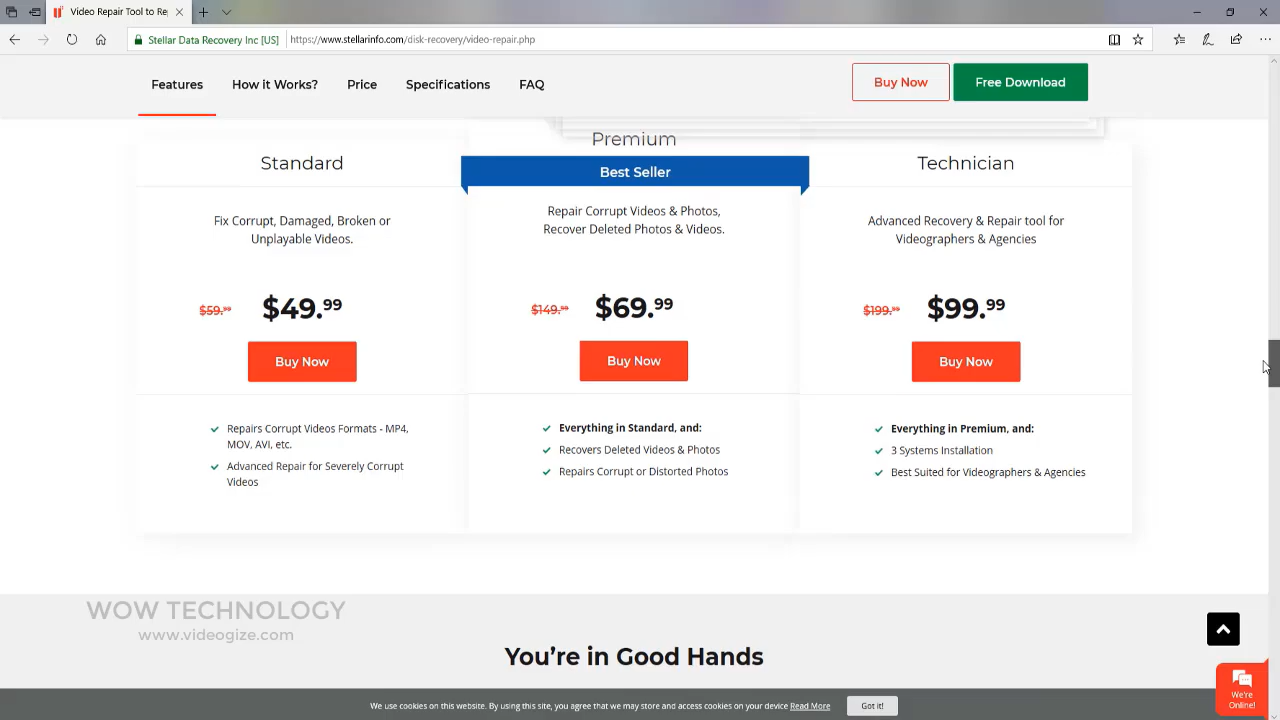 Video Repair Tool to Re
Stellar Data Recovery Inc [US]
https://www.stellarinfo.com/disk-recovery/video-repair.php
Features
How it Works?
Price
Specifications
FAQ
Buy Now
Free Download
Standard
Fix Corrupt, Damaged, Broken or
Unplayable Videos.
$59.99 $49.99
Buy Now
Repairs Corrupt Videos Formats - MP4,
MOV, AVI, etc.
Advanced Repair for Severely Corrupt
Videos
Premium
Best Seller
Repair Corrupt Videos & Photos,
Recover Deleted Photos & Videos.
$149.99 $69.99
Buy Now
Everything in Standard, and:
Recovers Deleted Videos & Photos
Repairs Corrupt or Distorted Photos
Technician
Advanced Recovery & Repair tool for
Videographers & Agencies
$199.99 $99.99
Buy Now
Everything in Premium, and:
3 Systems Installation
Best Suited for Videographers & Agencies
WOW TECHNOLOGY
www.videogize.com
You're in Good Hands
We're
Online!
We use cookies on this website. By using this site, you agree that we may store and access cookies on your device Read More
Got it!